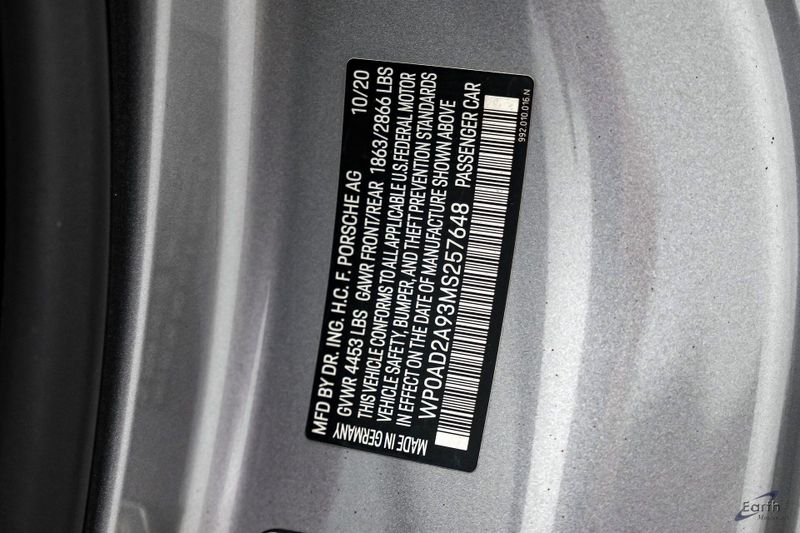 MFD BY DR. ING. H.C. F. PORSCHE AG 10/20
GVWR 4453 LBS GAWR FRONT/REAR 1863/2866 LBS
THIS VEHICLE CONFORMS TO ALL APPLICABLE U.S.FEDERAL MOTOR
VEHICLE SAFETY, BUMPER, AND THEFT PREVENTION STANDARDS
IN EFFECT ON THE DATE OF MANUFACTURE SHOWN ABOVE
WP0AD2A93MS257648 PASSENGER CAR
MADE IN GERMANY
992.010.016.N
Earth